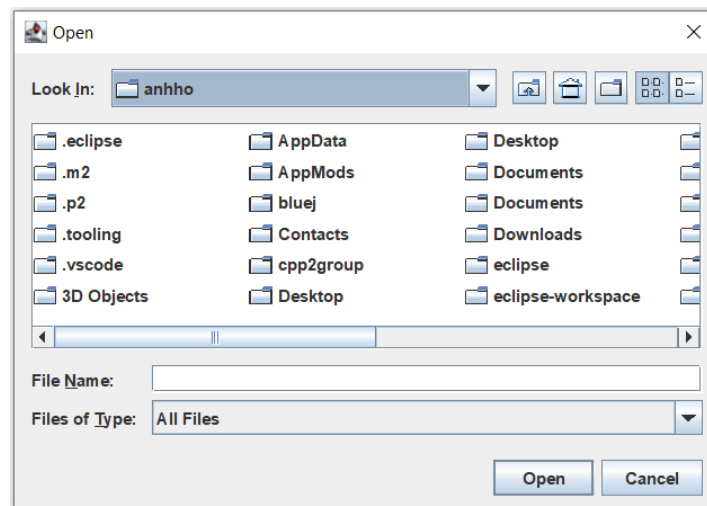 Open
Look In: anhho
.eclipse AppData Desktop
.m2 AppMods Documents
.p2 bluej Documents
.tooling Contacts Downloads
.vscode cpp2group eclipse
3D Objects Desktop eclipse-workspace
File Name:
Files of Type: All Files
Open Cancel